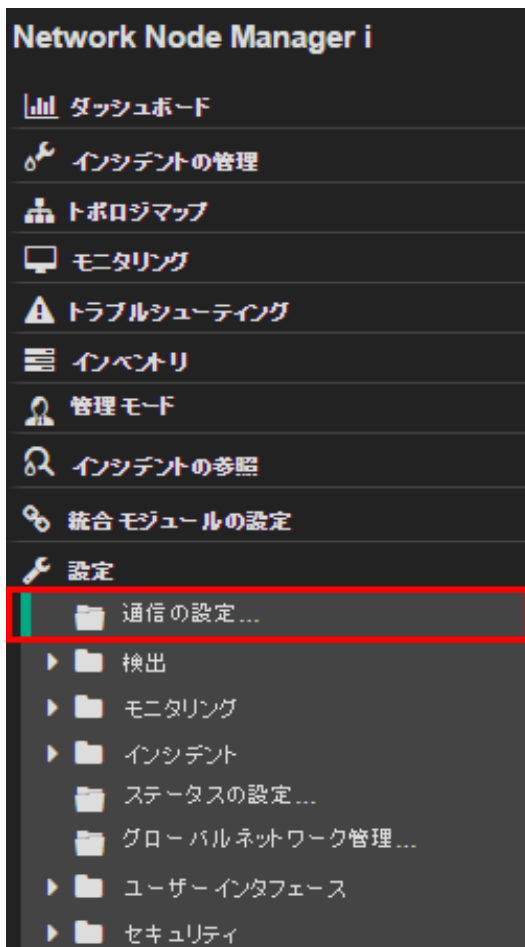 Network Node Manager i
ダッシュボード
インシデントの管理
トポロジマップ
モニタリング
トラブルシューティング
インベントリ
管理モード
インシデントの参照
統合モジュールの設定
設定
通信の設定...
検出
モニタリング
インシデント
ステータスの設定...
グローバルネットワーク管理...
ユーザーインタフェース
セキュリティ